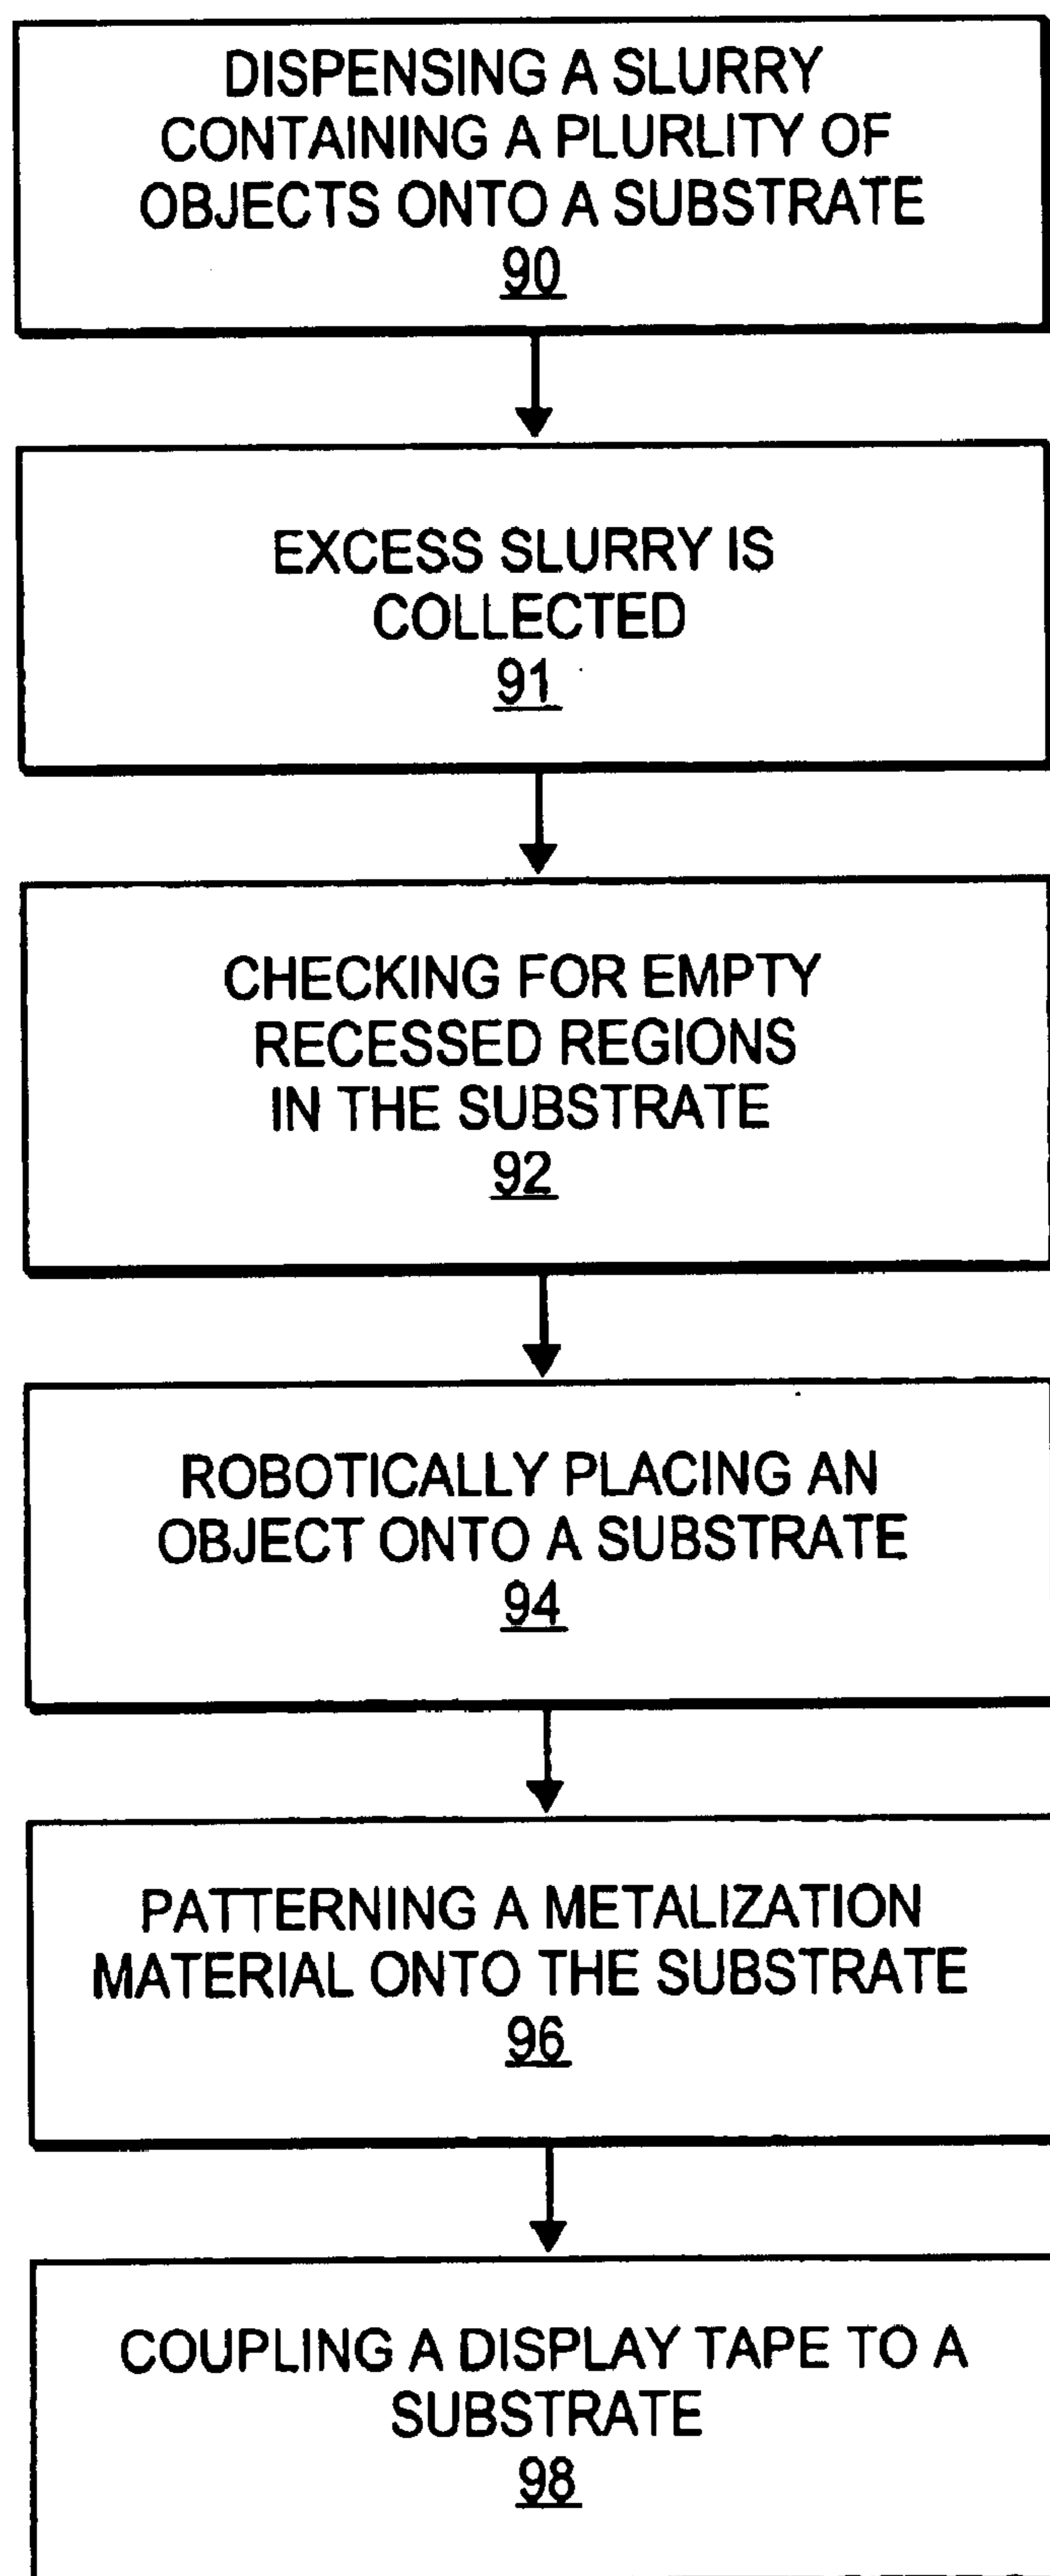 DISPENSING A SLURRY
CONTAINING A PLURLITY OF
OBJECTS ONTO A SUBSTRATE
90
EXCESS SLURRY IS
COLLECTED
91
CHECKING FOR EMPTY
RECESSED REGIONS
IN THE SUBSTRATE
92
ROBOTICALLY PLACING AN
OBJECT ONTO A SUBSTRATE
94
PATTERNING A METALIZATION
MATERIAL ONTO THE SUBSTRATE
96
COUPLING A DISPLAY TAPE TO A
SUBSTRATE
98